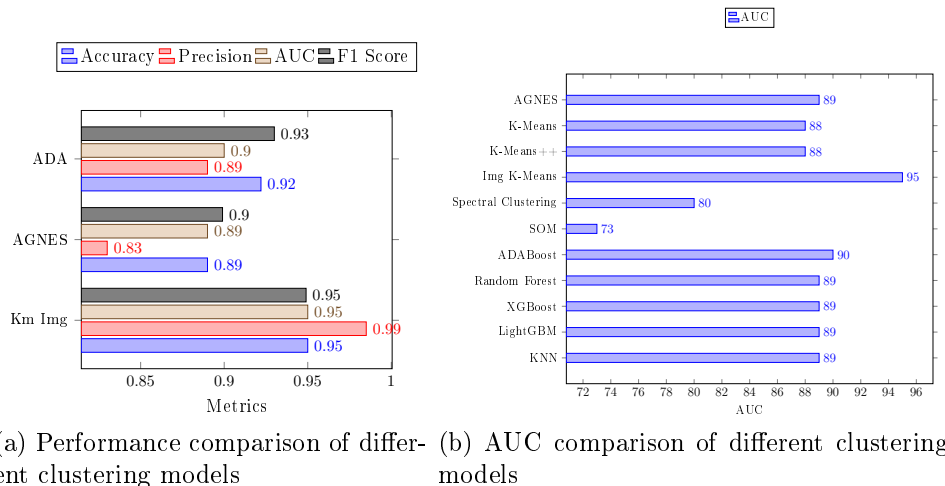 Accuracy Precision AUC F1 Score
ADA
0.93
0.9
0.89
0.92
AGNES
0.9
0.89
0.83
0.89
Km Img
0.95
0.95
0.99
0.95
0.85 0.9 0.95 1
Metrics
(a) Performance comparison of differ-
ent clustering models
AUC
AGNES 89
K-Means 88
K-Means++ 88
Img K-Means 95
Spectral Clustering 80
SOM 73
ADABoost 90
Random Forest 89
XGBoost 89
LightGBM 89
KNN 89
72 74 76 78 80 82 84 86 88 90 92 94 96
AUC
(b) AUC comparison of different clustering
models